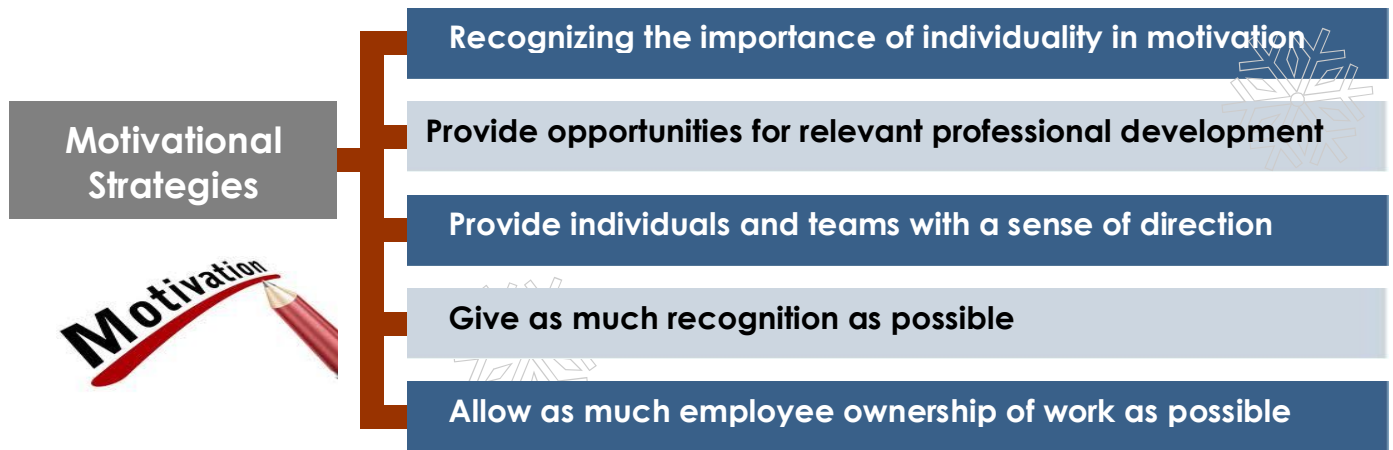 Recognizing the importance of individuality in motivation
Provide opportunities for relevant professional development
Motivational
Strategies
Provide individuals and teams with a sense of direction
Motivation
Give as much recognition as possible
Allow as much employee ownership of work as possible